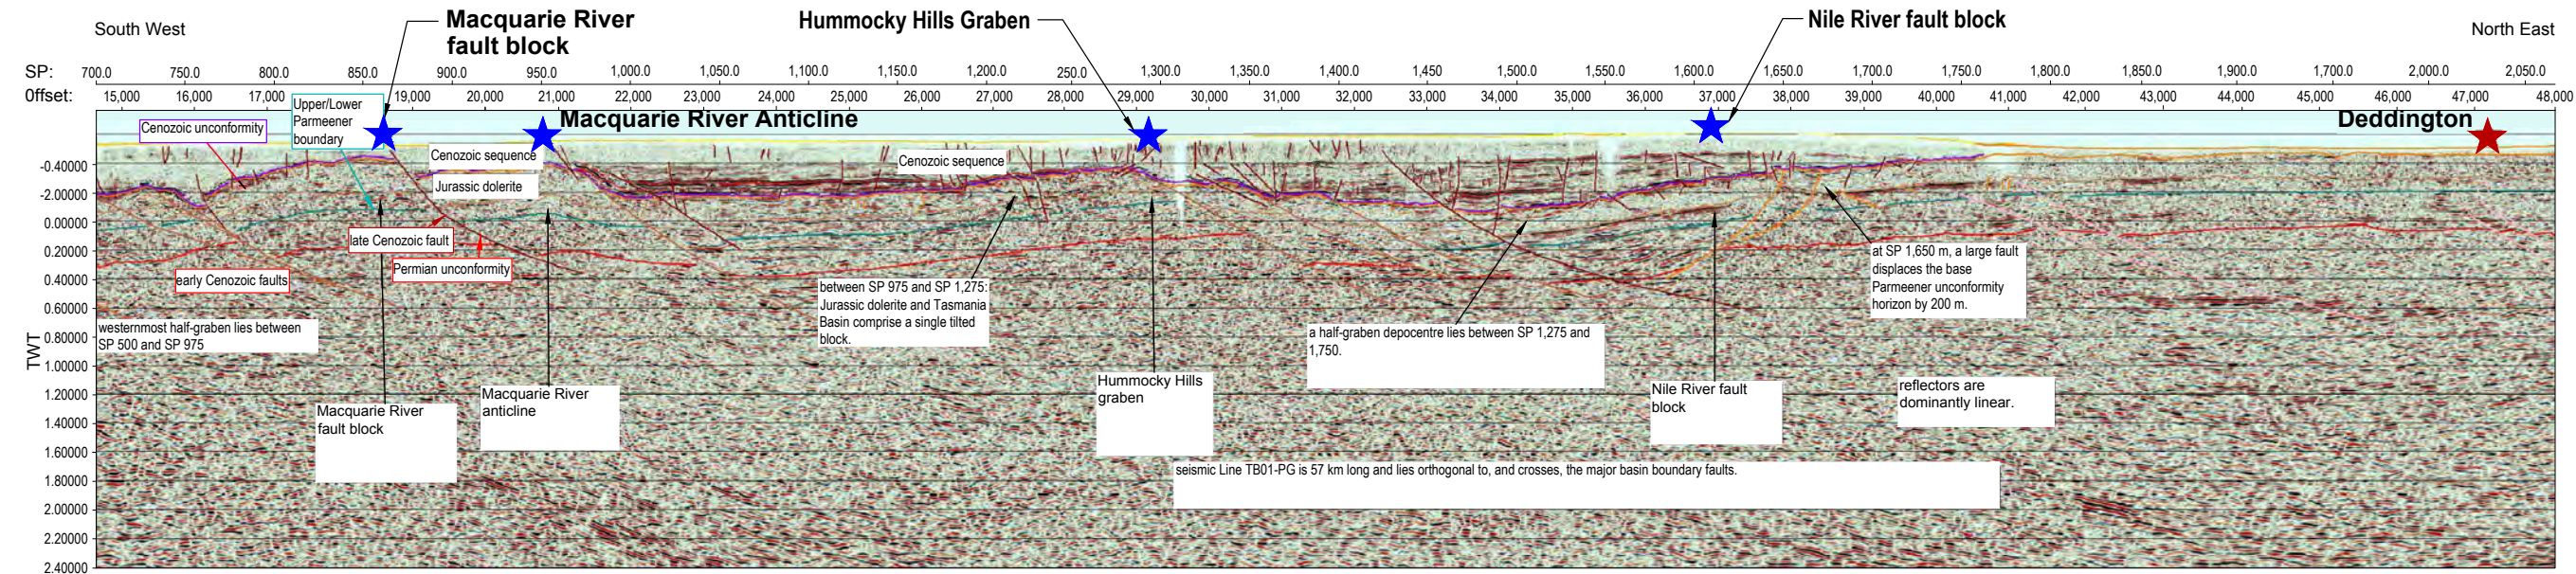 South West
Macquarie River
fault block
Hummocky Hills Graben
Nile River fault block
North East
SP: 700.0 750.0 800.0 850.0 900.0 950.0 1,000.0 1,050.0 1,100.0 1,150.0 1,200.0 250.0 1,300.0 1,350.0 1,400.0 1,450 1,500.0 1,550.0 1,600.0 1,650.0 1,700.0 1,750.0 1,800.0 1,850.0 1,900.0 1,700.0 2,000.0 2,050.0
Offset: 15,000 16,000 17,000 19,000 20,000 21,000 22,000 23,000 24,000 25,000 26,000 27,000 28,000 29,000 30,000 31,000 32,000 33,000 34,000 35,000 36,000 37,000 38,000 39,000 40,000 41,000 42,000 43,000 44,000 45,000 46,000 47,000 48,000
Upper/Lower
Parmeener
boundary
Cenozoic unconformity
Macquarie River Anticline
Deddington
Cenozoic sequence
Cenozoic sequence
Jurassic dolerite
late Cenozoic fault
Permian unconformity
early Cenozoic faults
westernmost half-graben lies between
SP 500 and SP 975
between SP 975 and SP 1,275:
Jurassic dolerite and Tasmania
Basin comprise a single tilted
block.
a half-graben depocentre lies between SP 1,275 and
1,750.
at SP 1,650 m, a large fault
displaces the base
Parmeener unconformity
horizon by 200 m.
Macquarie River
fault block
Macquarie River
anticline
Hummocky Hills
graben
Nile River fault
block
reflectors are
dominantly linear.
seismic Line TB01-PG is 57 km long and lies orthogonal to, and crosses, the major basin boundary faults.
TWT
-0.40000
-2.00000
0.00000
0.20000
0.40000
0.60000
0.80000
1.00000
1.20000
1.40000
1.60000
1.80000
2.00000
2.20000
2.40000